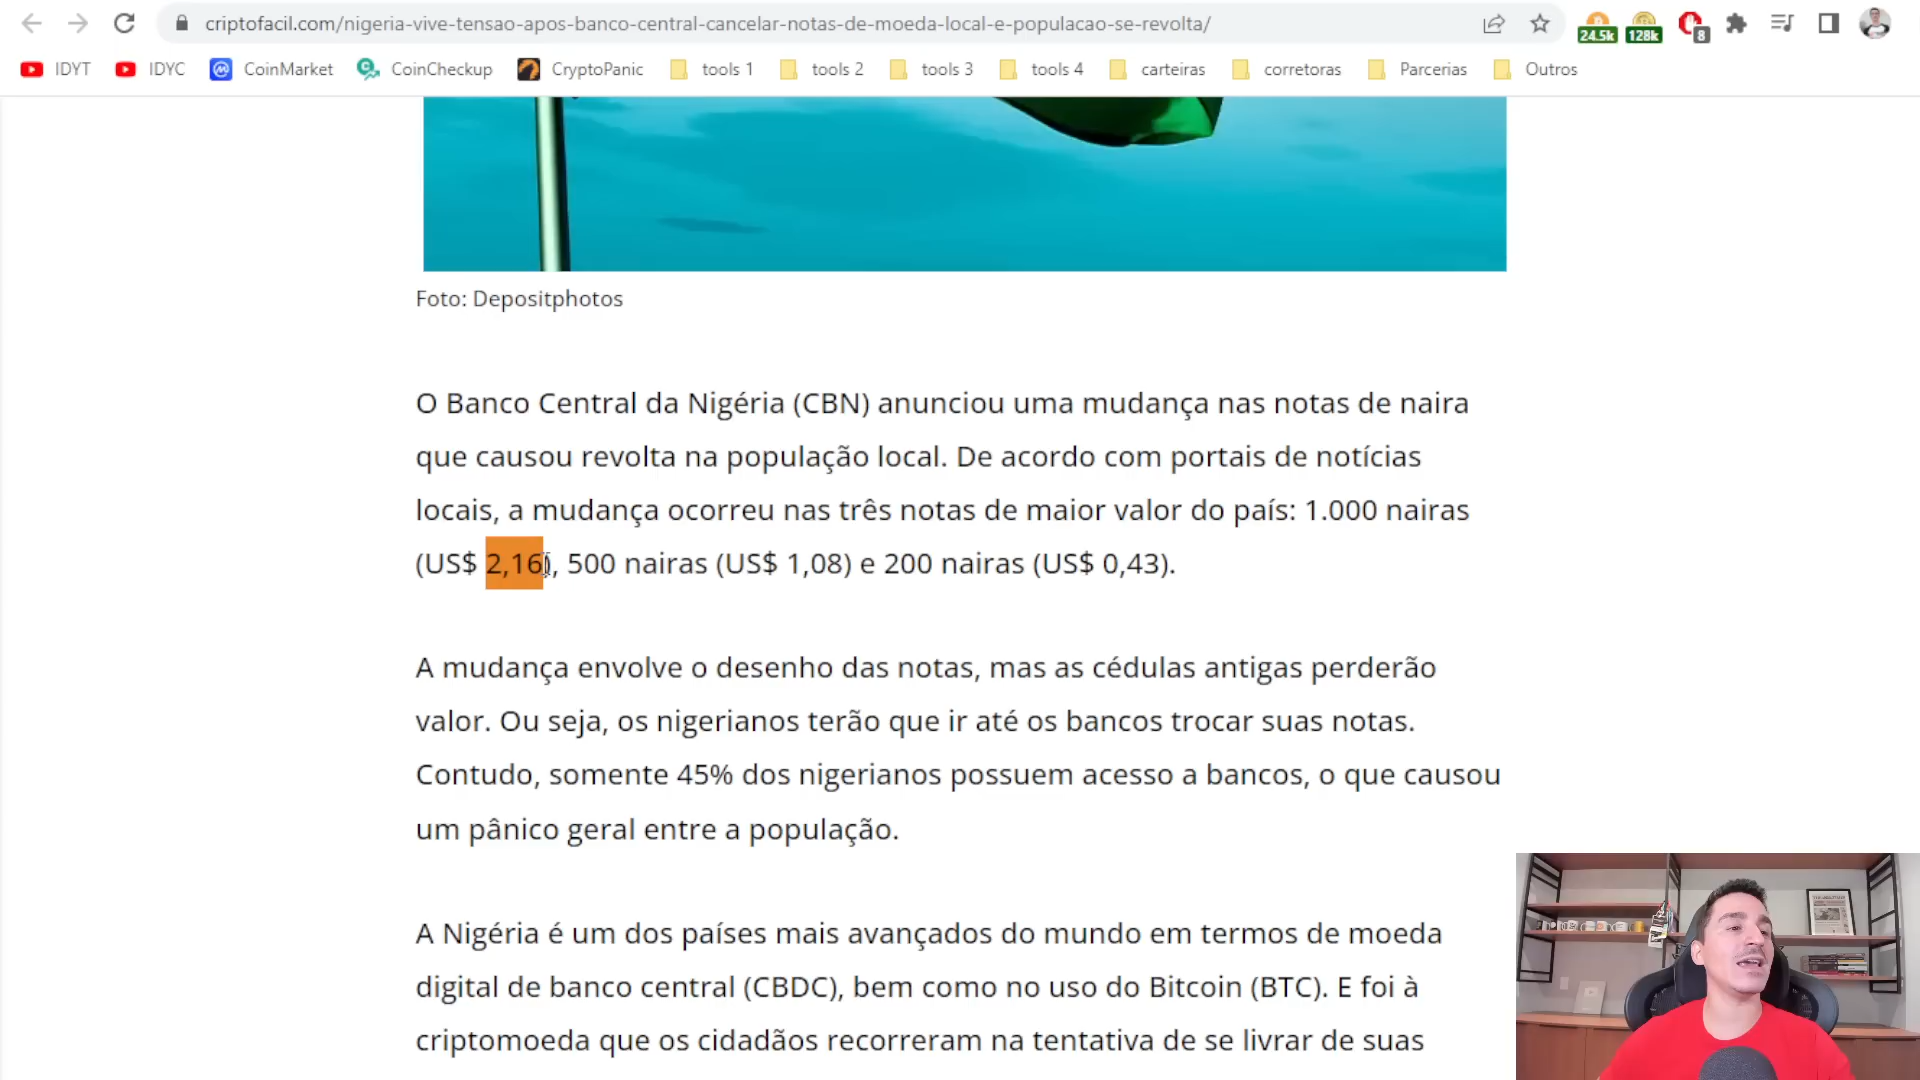 criptofacil.com/nigeria-vive-tensao-apos-banco-central-cancelar-notas-de-moeda-local-e-populacao-se-revolta/
24.5k 128k 8
IDYT IDYC CoinMarket CoinCheckup CryptoPanic tools 1 tools 2 tools 3 tools 4 carteiras corretoras Parcerias Outros
Foto: Depositphotos
O Banco Central da Nigéria (CBN) anunciou uma mudança nas notas de naira
que causou revolta na população local. De acordo com portais de notícias
locais, a mudança ocorreu nas três notas de maior valor do país: 1.000 nairas
(US$ 2,16), 500 nairas (US$ 1,08) e 200 nairas (US$ 0,43).
A mudança envolve o desenho das notas, mas as cédulas antigas perderão
valor. Ou seja, os nigerianos terão que ir até os bancos trocar suas notas.
Contudo, somente 45% dos nigerianos possuem acesso a bancos, o que causou
um pânico geral entre a população.
A Nigéria é um dos países mais avançados do mundo em termos de moeda
digital de banco central (CBDC), bem como no uso do Bitcoin (BTC). E foi à
criptomoeda que os cidadãos recorreram na tentativa de se livrar de suas